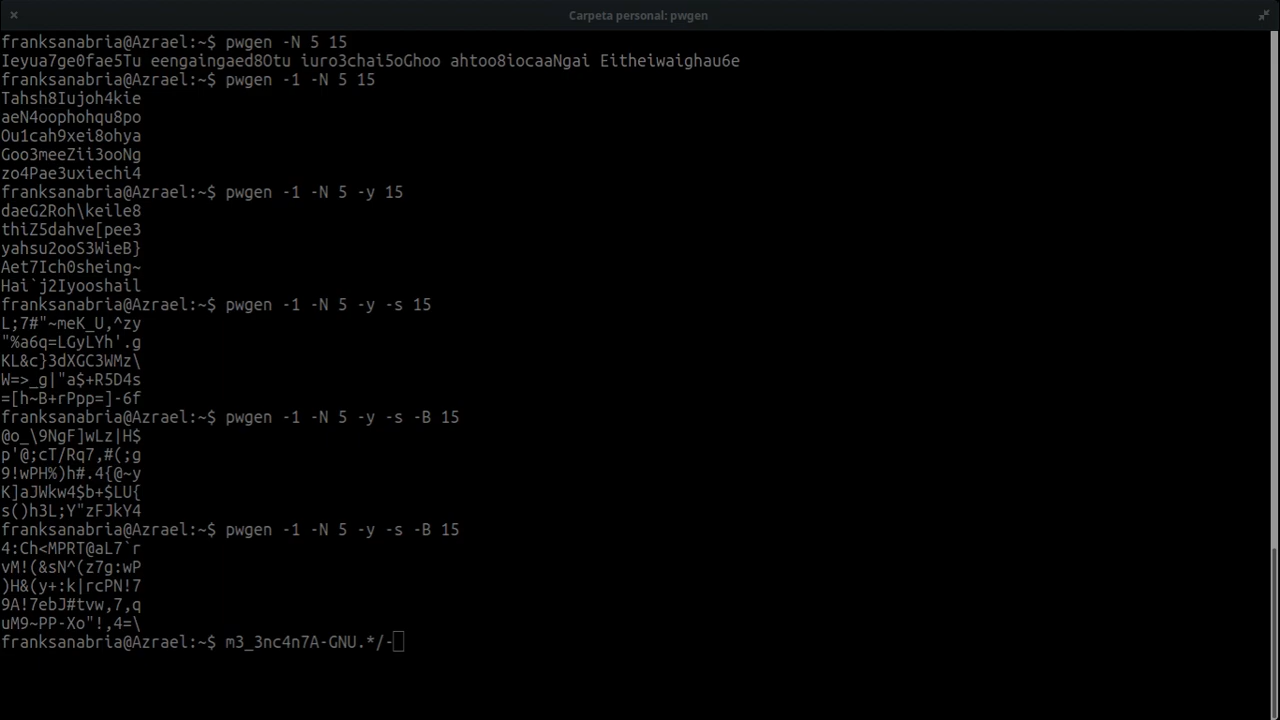 Carpeta personal: pwgen
franksanabria@Azrael:~$ pwgen -N 5 15
Ieyua7ge0fae5Tu eengaingaed8Otu iuro3chai5oGhoo ahtoo8iocaaNgai Eitheiwaighau6e
franksanabria@Azrael:~$ pwgen -1 -N 5 15
Tahsh8Iujoh4kie
aeN4oophohqu8po
Ou1cah9xei8ohya
Goo3meeZii3ooNg
zo4Pae3uxiechi4
franksanabria@Azrael:~$ pwgen -1 -N 5 -y 15
daeG2Roh\keile8
thiZ5dahve[pee3
yahsu2ooS3WieB}
Aet7Ich0sheing~
Hai`j2Iyooshail
franksanabria@Azrael:~$ pwgen -1 -N 5 -y -s 15
L;7#"~meK_U,^zy
"%a6q=LGyLYh'.g
KL&c}3dXGC3WMz\
W=>_g|"a$+R5D4s
=[h~B+rPpp=]-6f
franksanabria@Azrael:~$ pwgen -1 -N 5 -y -s -B 15
@o_\9NgF]wLz|H$
p'@;cT/Rq7,#(;g
9!wPH%)h#.4{@~y
K]aJWkw4$b+$LU{
s()h3L;Y"zFJkY4
franksanabria@Azrael:~$ pwgen -1 -N 5 -y -s -B 15
4:Ch<MPRT@aL7`r
vM!(&sN^(z7g:wP
)H&(y+:k|rcPN!7
9A!7ebJ#tvw,7,q
uM9~PP-Xo"!,4=\
franksanabria@Azrael:~$ m3_3nc4n7A-GNU.*/-